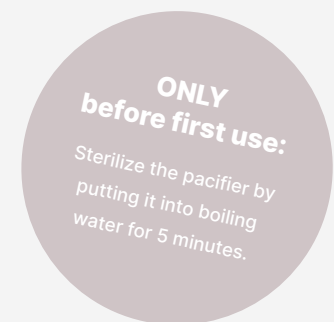 ONLY
before first use:
Sterilize the pacifier by
putting it into boiling
water for 5 minutes.